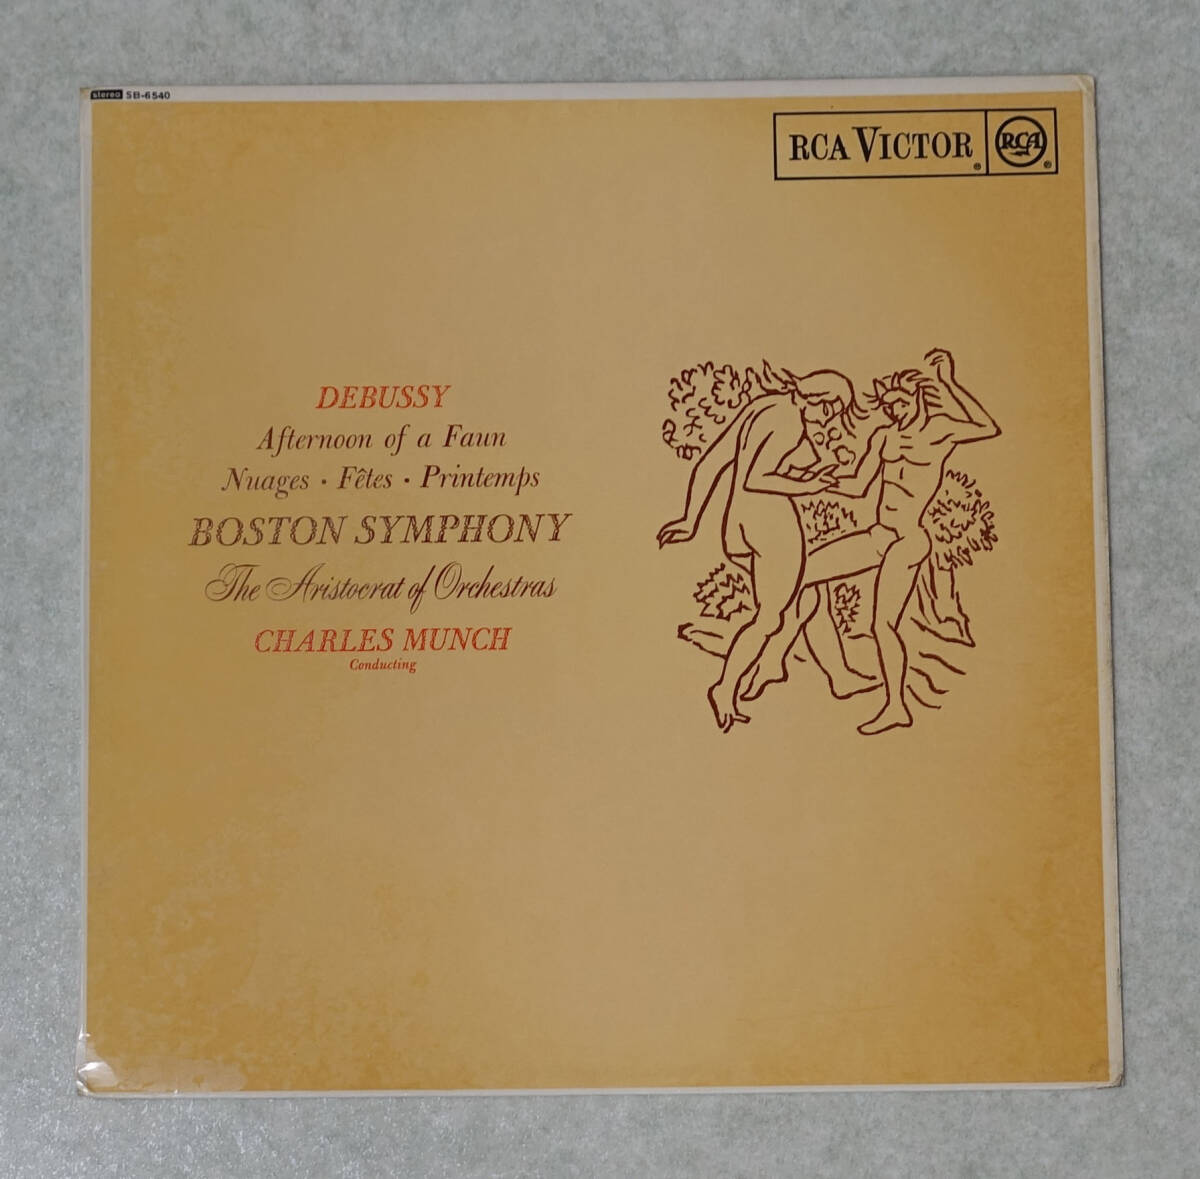 stereo SB-6540
RCA VICTOR ® RCA ®
DEBUSSY
Afternoon of a Faun
Nuages · Fêtes · Printemps
BOSTON SYMPHONY
The Aristocrat of Orchestras
CHARLES MUNCH
Conducting